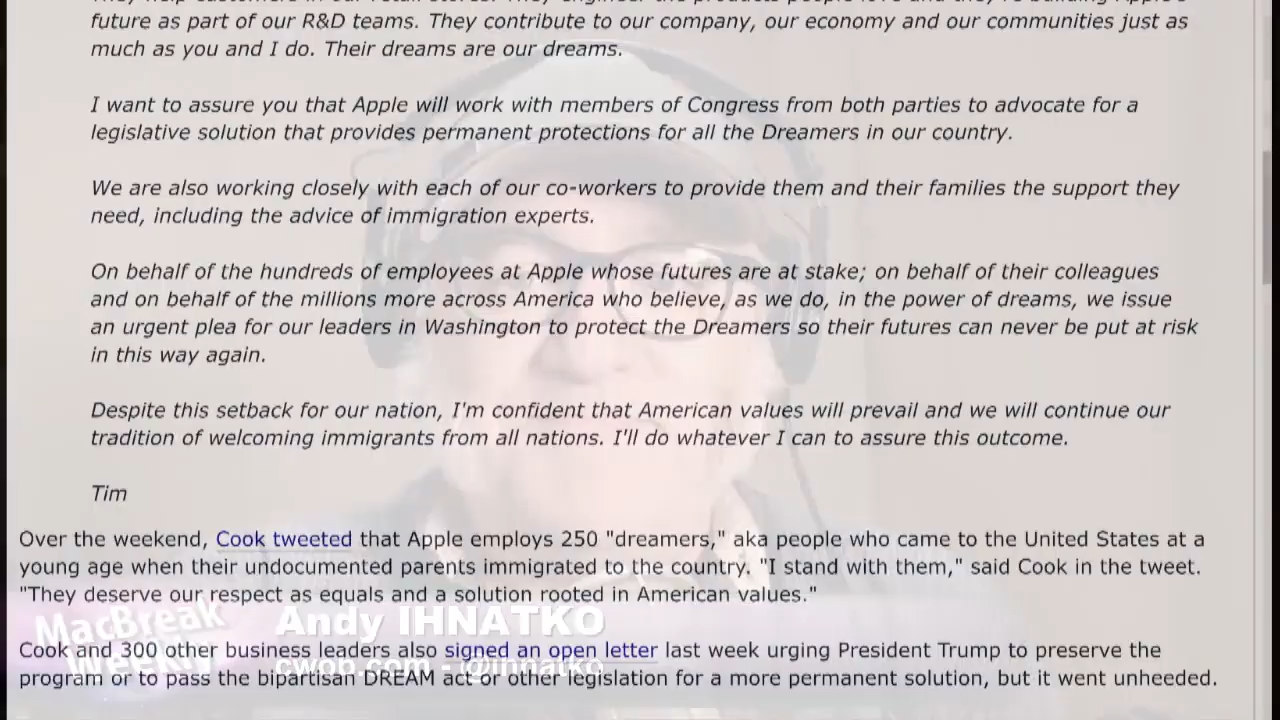 future as part of our R&D teams. They contribute to our company, our economy and our communities just as
much as you and I do. Their dreams are our dreams.
I want to assure you that Apple will work with members of Congress from both parties to advocate for a
legislative solution that provides permanent protections for all the Dreamers in our country.
We are also working closely with each of our co-workers to provide them and their families the support they
need, including the advice of immigration experts.
On behalf of the hundreds of employees at Apple whose futures are at stake; on behalf of their colleagues
and on behalf of the millions more across America who believe, as we do, in the power of dreams, we issue
an urgent plea for our leaders in Washington to protect the Dreamers so their futures can never be put at risk
in this way again.
Despite this setback for our nation, I'm confident that American values will prevail and we will continue our
tradition of welcoming immigrants from all nations. I'll do whatever I can to assure this outcome.
Tim
Over the weekend, Cook tweeted that Apple employs 250 "dreamers," aka people who came to the United States at a
young age when their undocumented parents immigrated to the country. "I stand with them," said Cook in the tweet.
"They deserve our respect as equals and a solution rooted in American values."
MacBreak
Weekly
Andy IHNATKO
cwob.com - @ihnatko
Cook and 300 other business leaders also signed an open letter last week urging President Trump to preserve the
program or to pass the bipartisan DREAM act or other legislation for a more permanent solution, but it went unheeded.